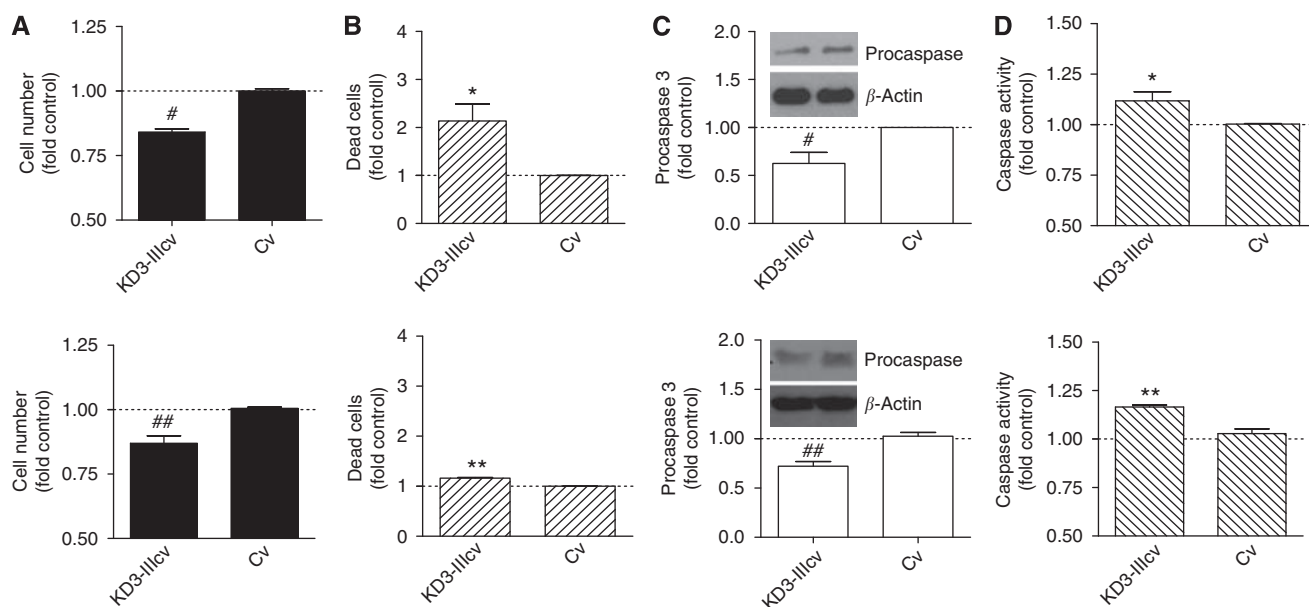 A
Cell number
(fold control)
1.25
1.00
0.75
0.50
#
KD3-IIIcv
Cv
B
Dead cells
(fold control)
4
3
2
1
0
*
KD3-IIIcv
Cv
C
Procaspase 3
(fold control)
2.0
1.5
1.00
0.5
0.0
Procaspase
β-Actin
#
KD3-IIIcv
Cv
D
Caspase activity
(fold control)
1.50
1.25
1.00
0.75
0.50
*
KD3-IIIcv
Cv
Cell number
(fold control)
1.25
1.00
0.75
0.50
##
KD3-IIIcv
Cv
Dead cells
(fold control)
4
3
2
1
0
**
KD3-IIIcv
Cv
Procaspase 3
(fold control)
2.0
1.5
1.00
0.5
0.0
Procaspase
β-Actin
##
KD3-IIIcv
Cv
Caspase activity
(fold control)
1.50
1.25
1.00
0.75
0.50
**
KD3-IIIcv
Cv